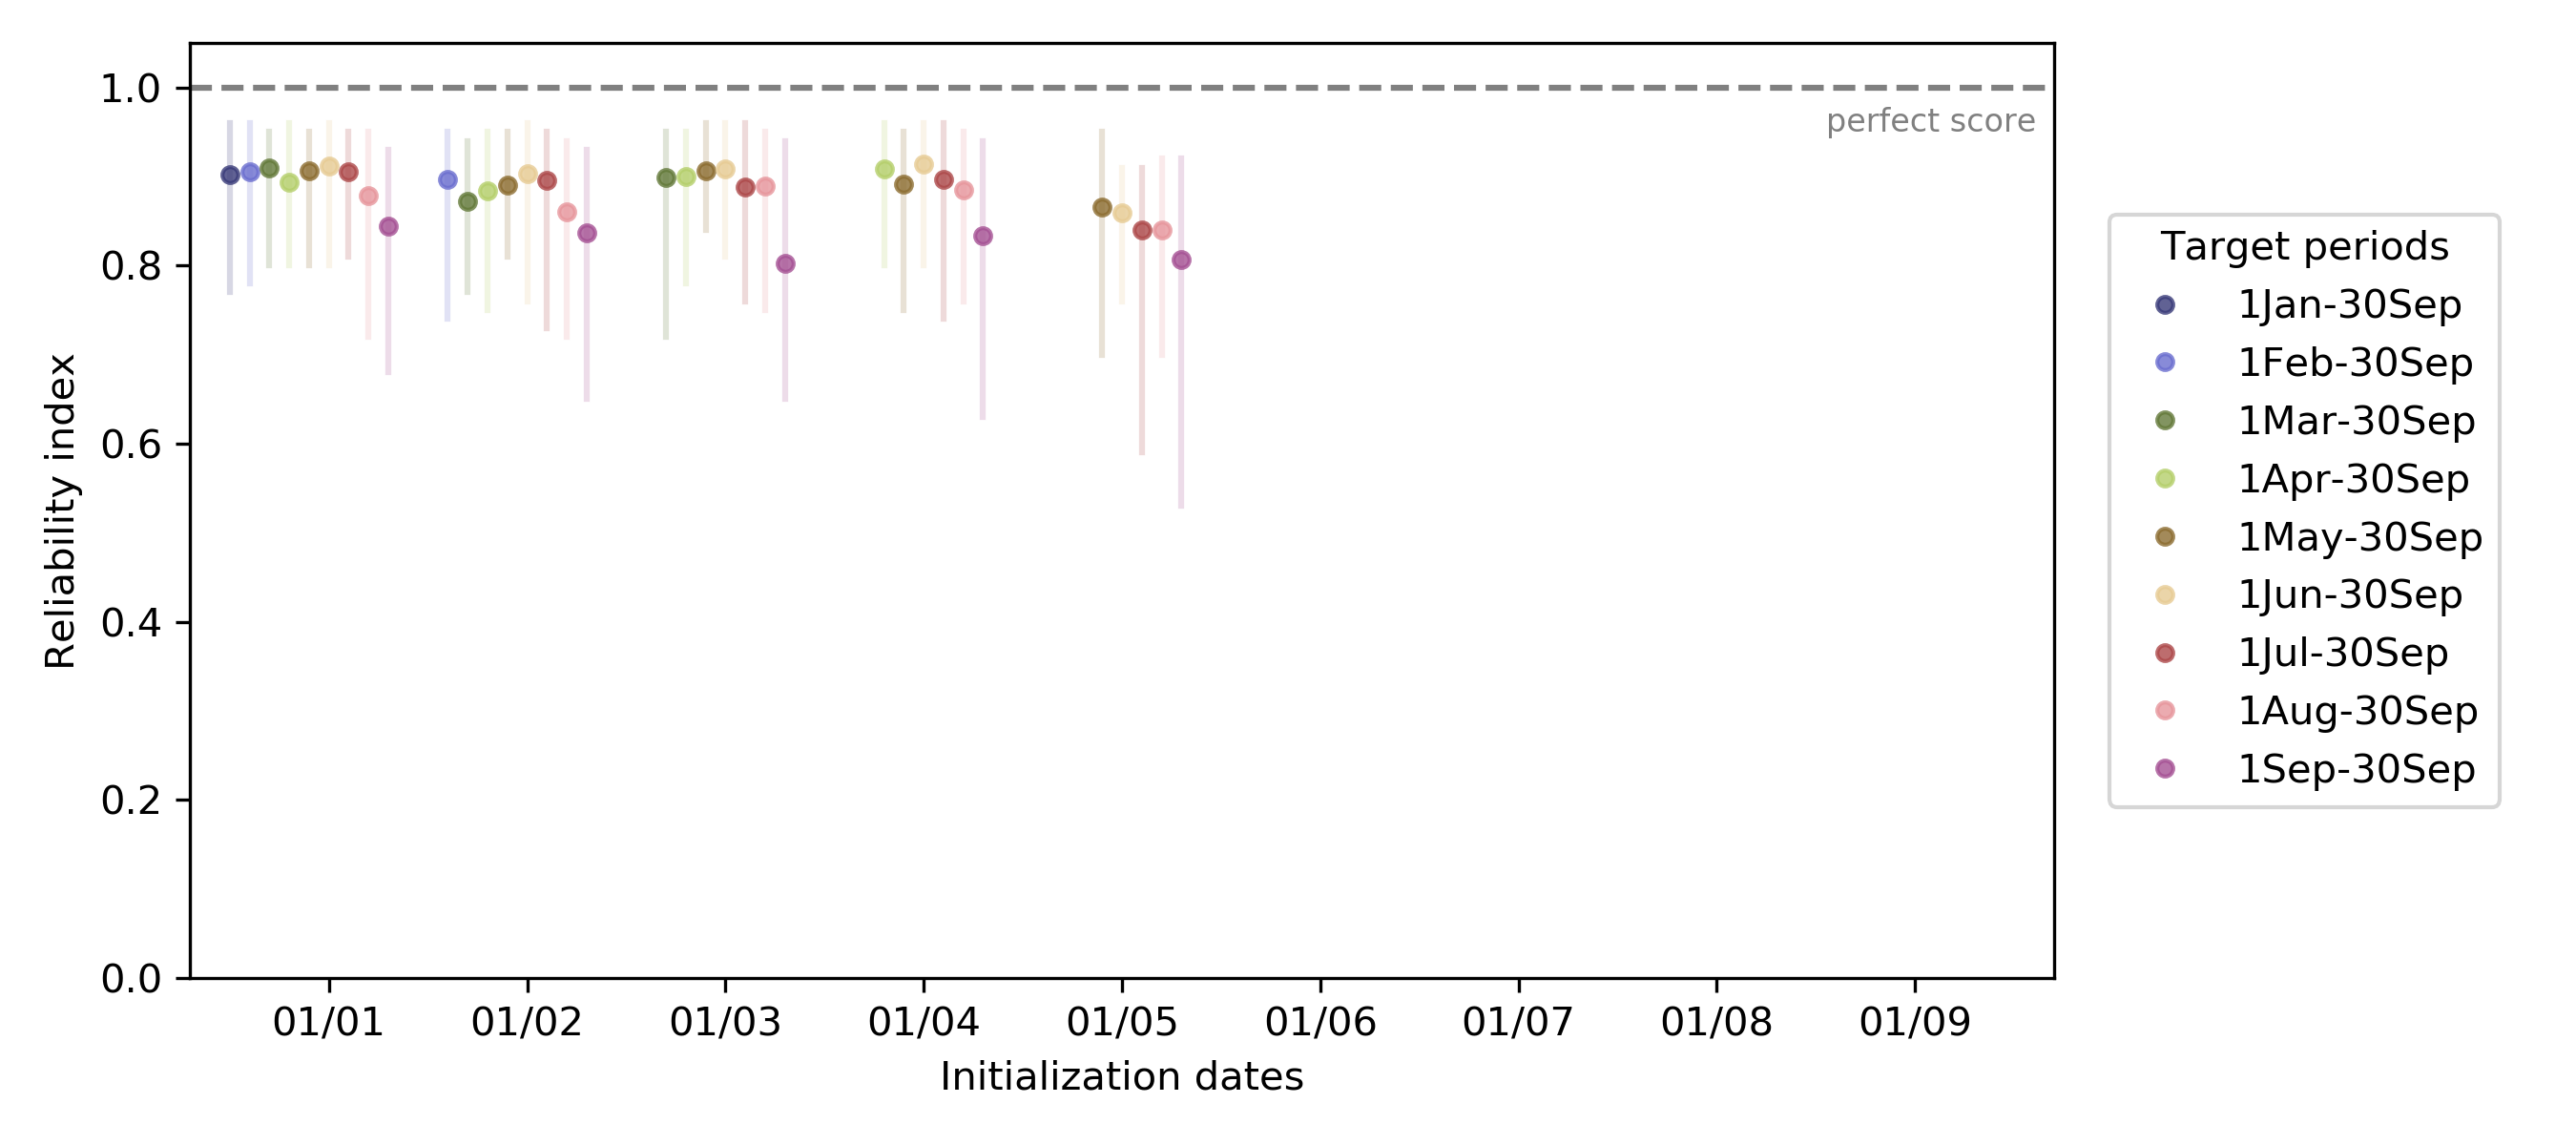 1.0
0.8
0.6
0.4
0.2
0.0
Reliability index
perfect score
01/01 01/02 01/03 01/04 01/05 01/06 01/07 01/08 01/09
Initialization dates
Target periods
1Jan-30Sep
1Feb-30Sep
1Mar-30Sep
1Apr-30Sep
1May-30Sep
1Jun-30Sep
1Jul-30Sep
1Aug-30Sep
1Sep-30Sep